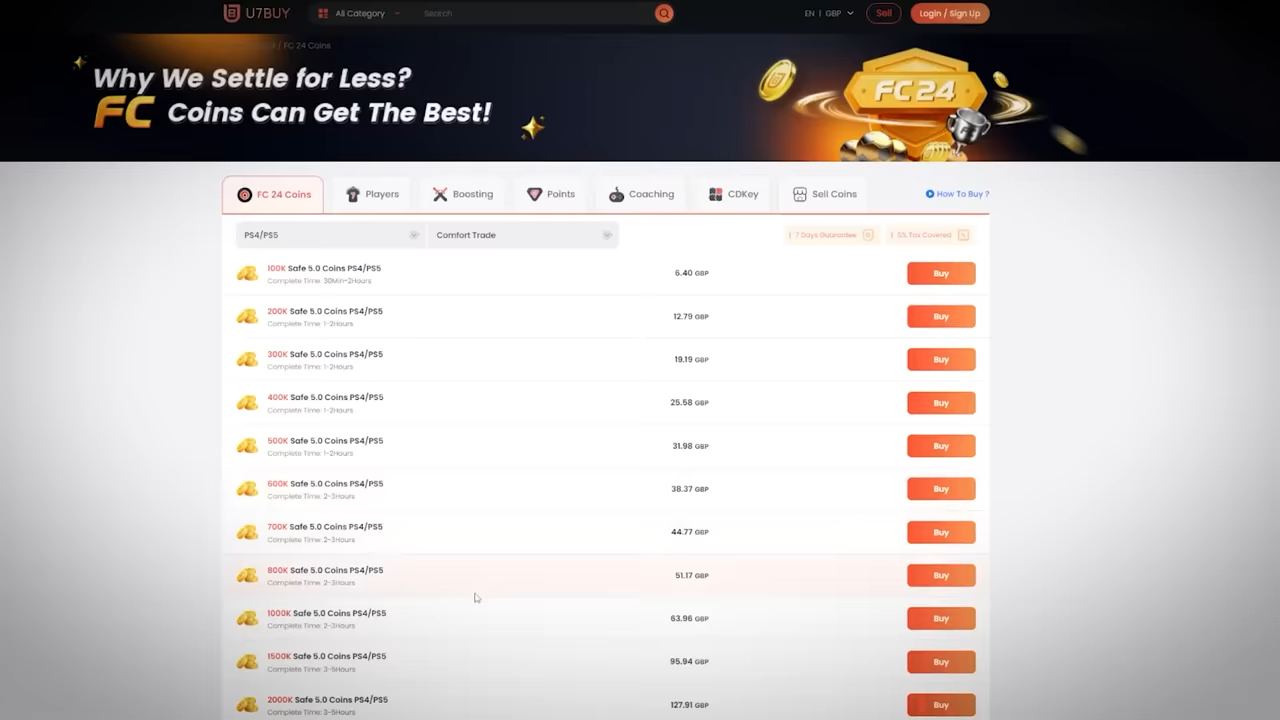 U7BUY
All Category
Search
EN | GBP
Sell
Login / Sign Up
/ FC 24 Coins
Why We Settle for Less?
FC Coins Can Get The Best!
FC 24
FC 24 Coins
Players
Boosting
Points
Coaching
CDKey
Sell Coins
How To Buy ?
PS4/PS5
Comfort Trade
7 Days Guarantee
5% Tax Covered
100K Safe 5.0 Coins PS4/PS5
Complete Time: 30Min-2Hours
6.40 GBP
Buy
200K Safe 5.0 Coins PS4/PS5
Complete Time: 1-2Hours
12.79 GBP
Buy
300K Safe 5.0 Coins PS4/PS5
Complete Time: 1-2Hours
19.19 GBP
Buy
400K Safe 5.0 Coins PS4/PS5
Complete Time: 1-2Hours
25.58 GBP
Buy
500K Safe 5.0 Coins PS4/PS5
Complete Time: 1-2Hours
31.98 GBP
Buy
600K Safe 5.0 Coins PS4/PS5
Complete Time: 2-3Hours
38.37 GBP
Buy
700K Safe 5.0 Coins PS4/PS5
Complete Time: 2-3Hours
44.77 GBP
Buy
800K Safe 5.0 Coins PS4/PS5
Complete Time: 2-3Hours
51.17 GBP
Buy
1000K Safe 5.0 Coins PS4/PS5
Complete Time: 2-3Hours
63.96 GBP
Buy
1500K Safe 5.0 Coins PS4/PS5
Complete Time: 3-5Hours
95.94 GBP
Buy
2000K Safe 5.0 Coins PS4/PS5
Complete Time: 3-5Hours
127.91 GBP
Buy